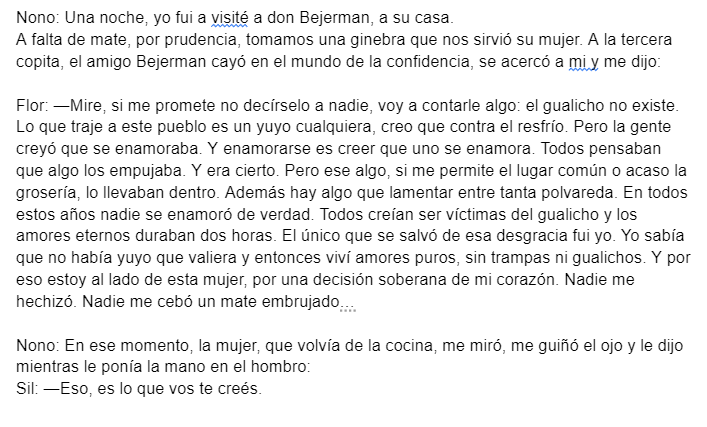 Nono: Una noche, yo fui a visité a don Bejerman, a su casa.
A falta de mate, por prudencia, tomamos una ginebra que nos sirvió su mujer. A la tercera
copita, el amigo Bejerman cayó en el mundo de la confidencia, se acercó a mi y me dijo:
Flor: —Mire, si me promete no decírselo a nadie, voy a contarle algo: el gualicho no existe.
Lo que traje a este pueblo es un yuyo cualquiera, creo que contra el resfrío. Pero la gente
creyó que se enamoraba. Y enamorarse es creer que uno se enamora. Todos pensaban
que algo los empujaba. Y era cierto. Pero ese algo, si me permite el lugar común o acaso la
grosería, lo llevaban dentro. Además hay algo que lamentar entre tanta polvareda. En todos
estos años nadie se enamoró de verdad. Todos creían ser víctimas del gualicho y los
amores eternos duraban dos horas. El único que se salvó de esa desgracia fui yo. Yo sabía
que no había yuyo que valiera y entonces viví amores puros, sin trampas ni gualichos. Y por
eso estoy al lado de esta mujer, por una decisión soberana de mi corazón. Nadie me
hechizó. Nadie me cebó un mate embrujado...
Nono: En ese momento, la mujer, que volvía de la cocina, me miró, me guiñó el ojo y le dijo
mientras le ponía la mano en el hombro:
Sil: —Eso, es lo que vos te creés.